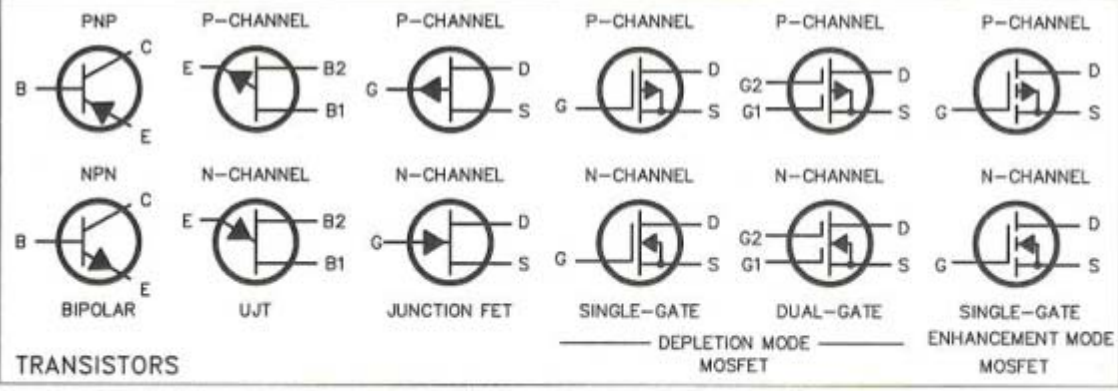 PNP P-CHANNEL P-CHANNEL P-CHANNEL P-CHANNEL P-CHANNEL
C
B
E
E B2
B1
D
G
S
D
G
S
G2 D
G1 S
D
G
S
NPN N-CHANNEL N-CHANNEL N-CHANNEL N-CHANNEL N-CHANNEL
C
B
E
E B2
B1
D
G
S
D
G
S
G2 D
G1 S
D
G
S
BIPOLAR UJT JUNCTION FET SINGLE-GATE DUAL-GATE SINGLE-GATE
DEPLETION MODE ENHANCEMENT MODE
TRANSISTORS MOSFET MOSFET